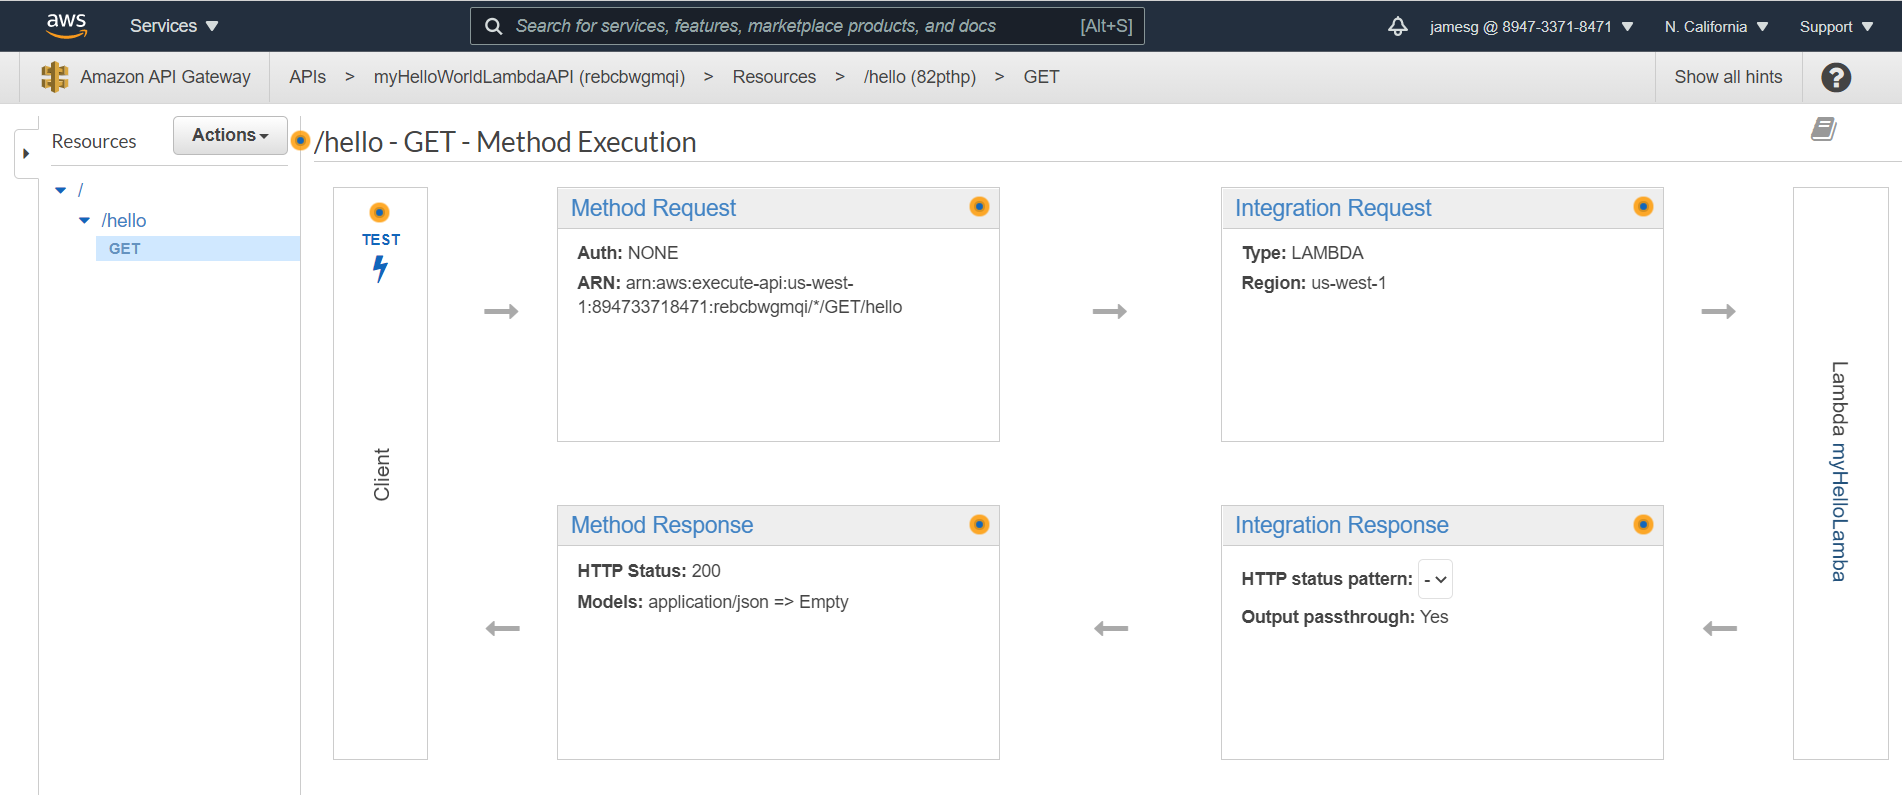 aws
Services
Search for services, features, marketplace products, and docs
[Alt+S]
jamesg @ 8947-3371-8471
N. California
Support
Amazon API Gateway
APIs > myHelloWorldLambdaAPI (rebcbwgmqi) > Resources > /hello (82pthp) > GET
Show all hints
?
Resources
Actions
/
/hello
GET
/hello - GET - Method Execution
TEST
Client
Method Request
Auth: NONE
ARN: arn:aws:execute-api:us-west-
1:894733718471:rebcbwgmqi/*/GET/hello
Integration Request
Type: LAMBDA
Region: us-west-1
Lambda myHelloLamba
Method Response
HTTP Status: 200
Models: application/json => Empty
Integration Response
HTTP status pattern: -
Output passthrough: Yes